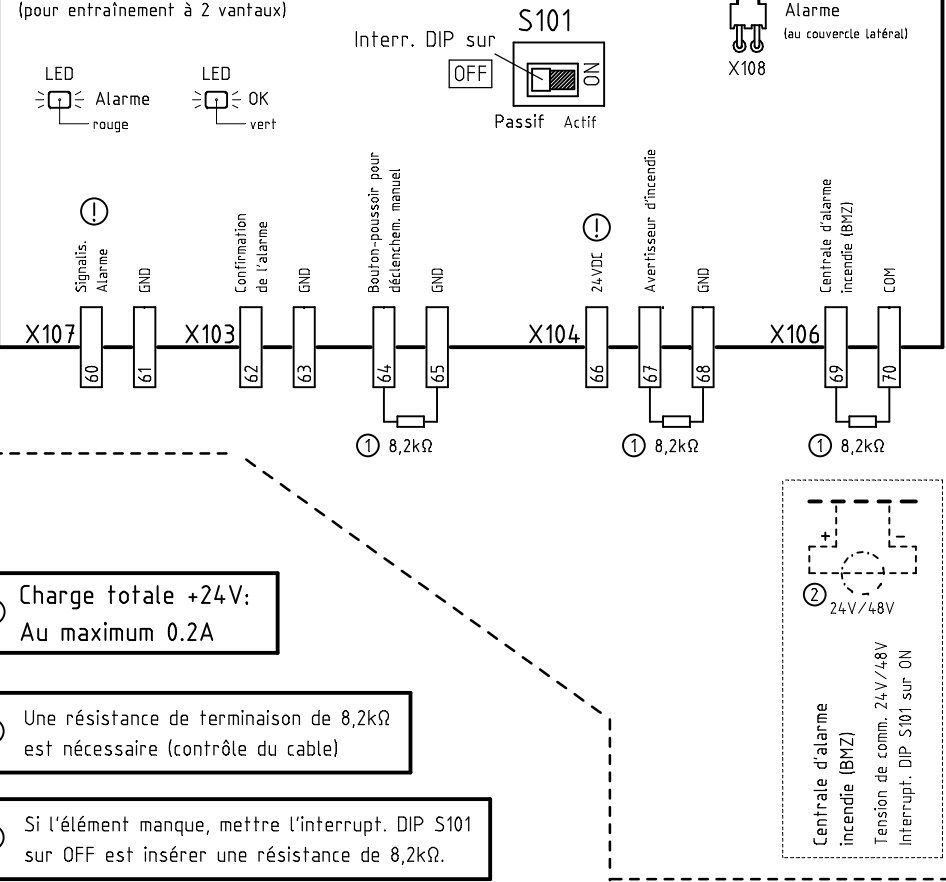 (pour entraînement à 2 vantaux)
S101
Interr. DIP sur
OFF
ON
Passif Actif
Alarme
(au couvercle latéral)
X108
LED
Alarme
rouge
LED
OK
vert
!
Signalis.
Alarme
GND
Confirmation
de l'alarme
GND
Bouton-poussoir pour
déclenchem. manuel
GND
!
24VDC
Avertisseur d'incendie
GND
Centrale d'alarme
incendie (BMZ)
COM
X107
60
61
X103
62
63
64
65
X104
66
67
68
X106
69
70
1 8,2kΩ
1 8,2kΩ
1 8,2kΩ
+
-
2
24V/48V
Centrale d'alarme
incendie (BMZ)
Tension de comm. 24V/48V
Interrupt. DIP S101 sur ON
Charge totale +24V:
Au maximum 0.2A
Une résistance de terminaison de 8,2kΩ
est nécessaire (contrôle du cable)
Si l'élément manque, mettre l'interrupt. DIP S101
sur OFF est insérer une résistance de 8,2kΩ.